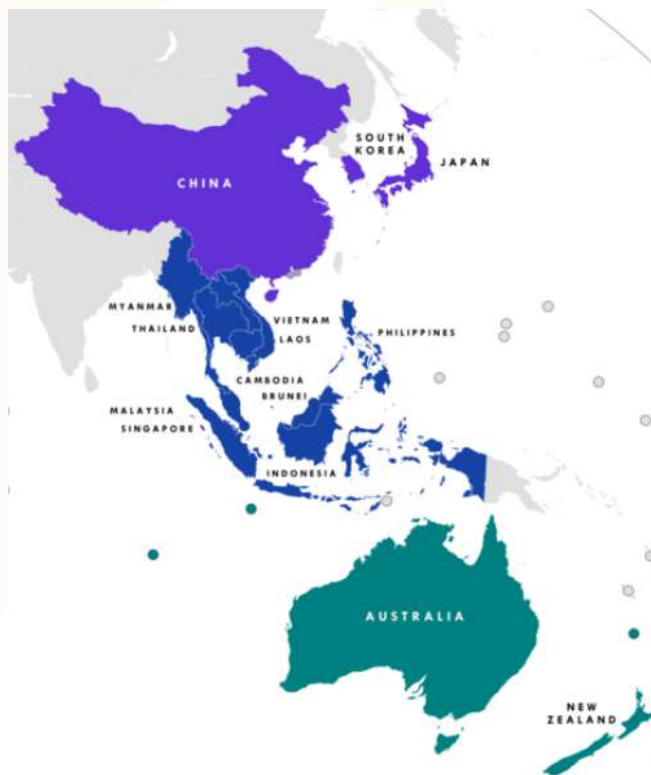 SOUTH
KOREA
JAPAN
CHINA
MYANMAR
THAILAND
VIETNAM
LAOS
PHILIPPINES
CAMBODIA
BRUNEI
MALAYSIA
SINGAPORE
INDONESIA
AUSTRALIA
NEW
ZEALAND